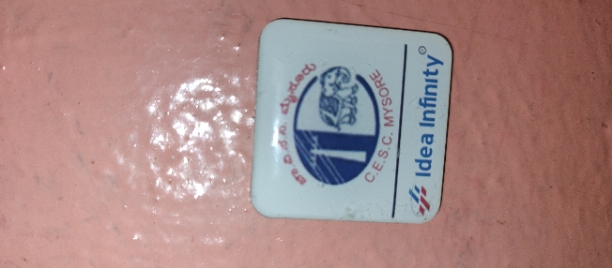 ಚಾ.ವಿ.ಸ.ನಿ. ಮೈಸೂರು
C.E.S.C. MYSORE
Idea Infinity